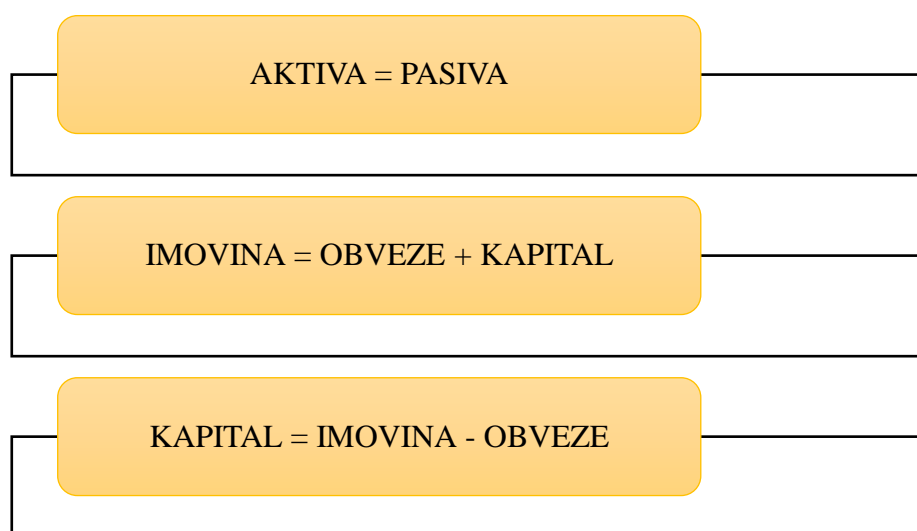 AKTIVA = PASIVA
IMOVINA = OBVEZE + KAPITAL
KAPITAL = IMOVINA - OBVEZE